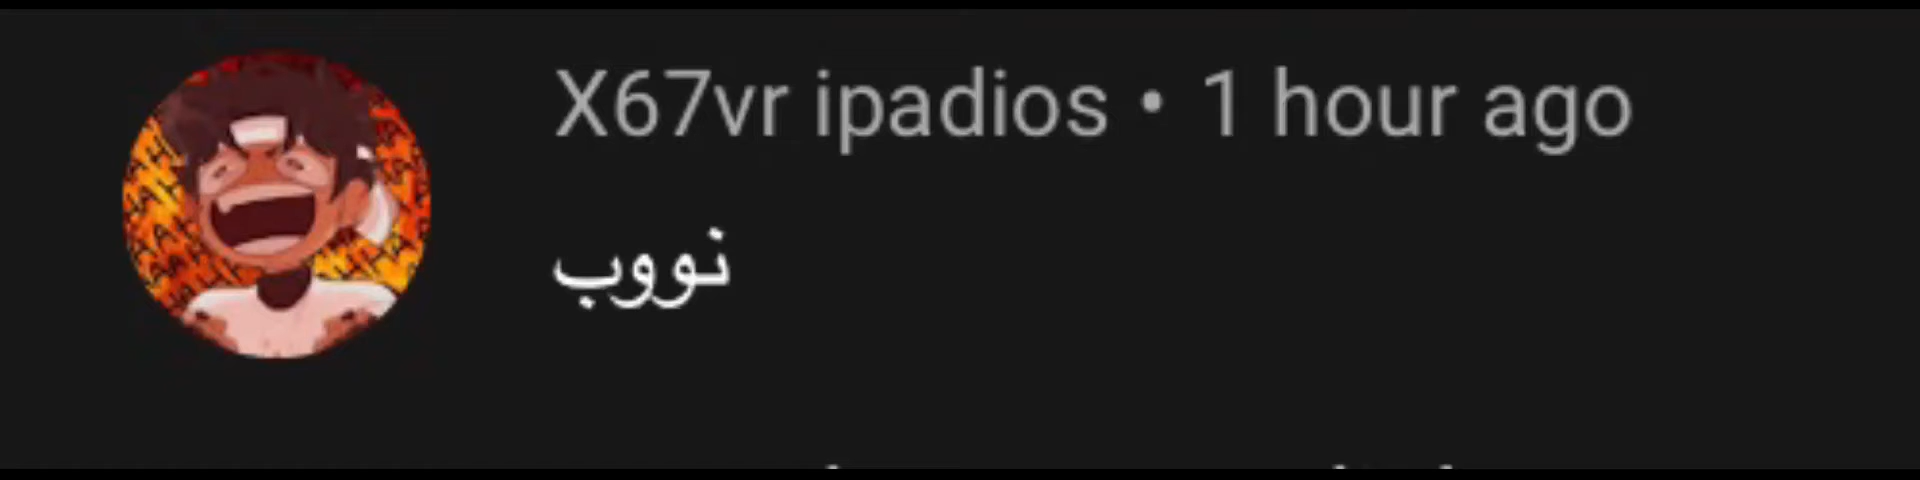 X67vr ipadios • 1 hour ago
نووب